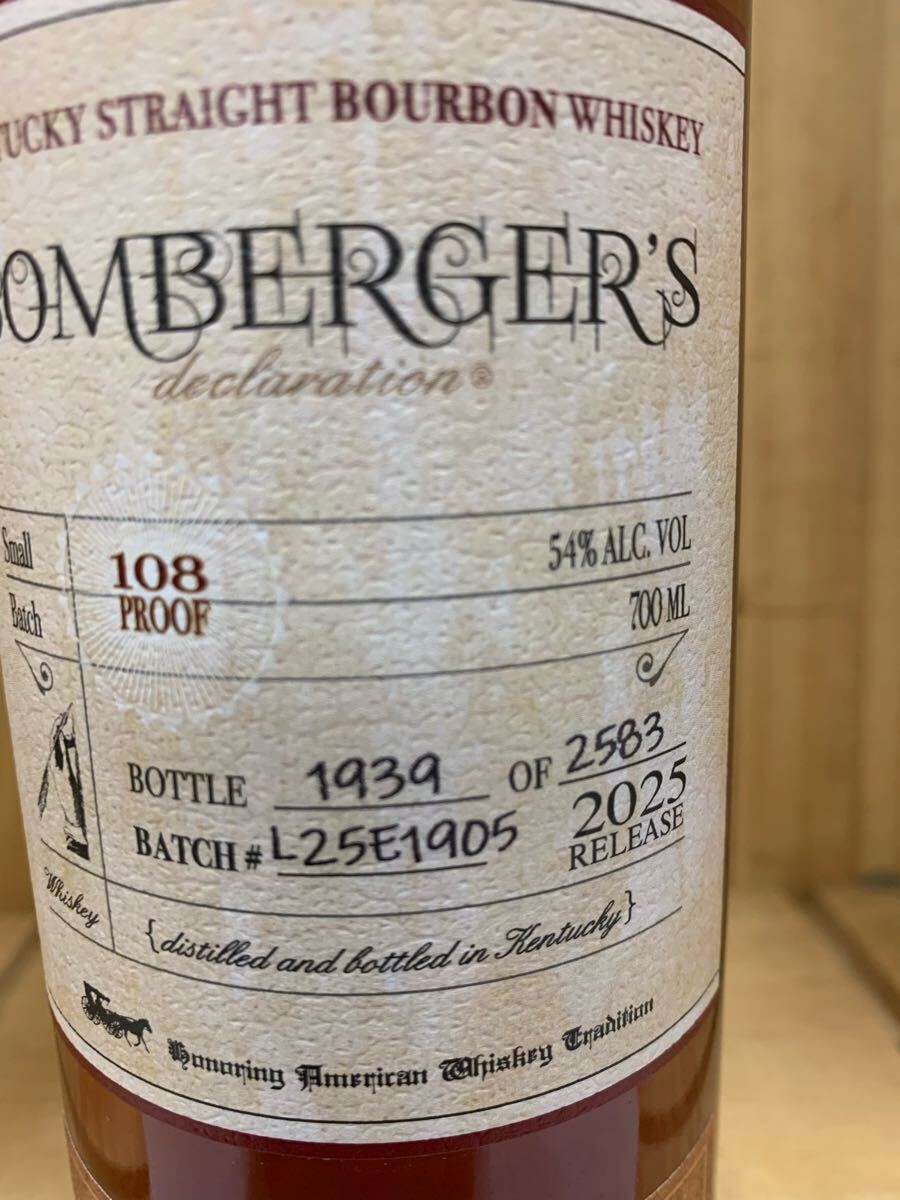 TUCKY STRAIGHT BOURBON WHISKEY
OMBERGER'S
declaration®
Small
Batch
108
PROOF
54% ALC. VOL
700 ML
BOTTLE 1939 OF 2583
BATCH # L25E1905
2025
RELEASE
Whiskey
{distilled and bottled in Kentucky}
Honoring American Whiskey Tradition